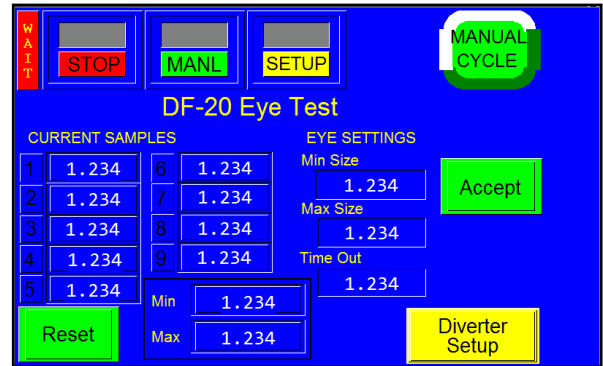 WAIT
STOP
MANL
SETUP
MANUAL
CYCLE
DF-20 Eye Test
CURRENT SAMPLES
1 1.234
2 1.234
3 1.234
4 1.234
5 1.234
6 1.234
7 1.234
8 1.234
9 1.234
Min 1.234
Max 1.234
EYE SETTINGS
Min Size
1.234
Max Size
1.234
Time Out
1.234
Accept
Reset
Diverter
Setup